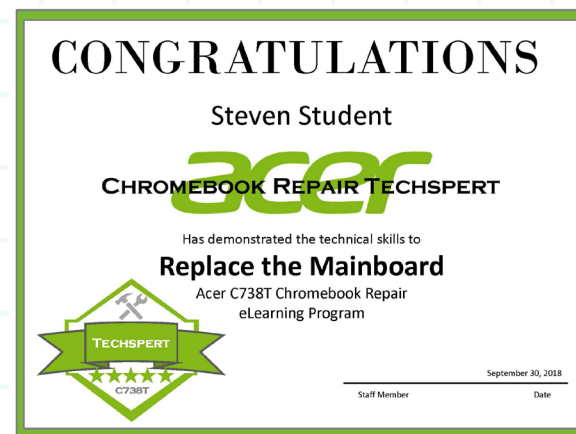 CONGRATULATIONS
Steven Student
acer
CHROMEBOOK REPAIR TECHSPERT
Has demonstrated the technical skills to
Replace the Mainboard
Acer C738T Chromebook Repair
eLearning Program
TECHSPERT
C738T
September 30, 2018
Staff Member Date